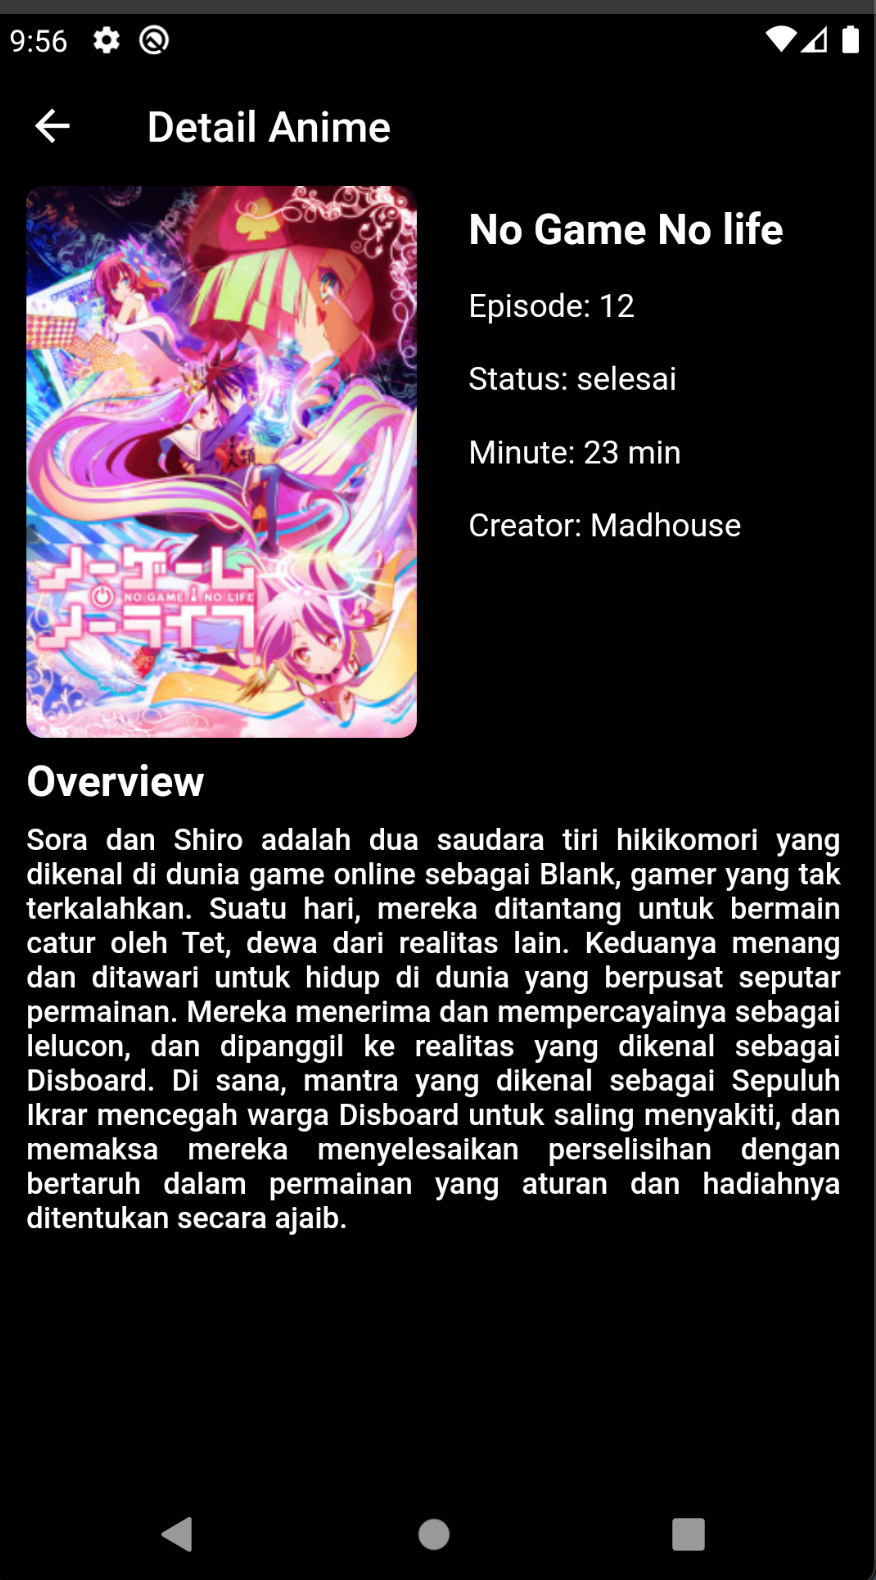 9:56
Detail Anime
No Game No life
Episode: 12
Status: selesai
Minute: 23 min
Creator: Madhouse
ノーゲーム
NO GAME NO LIFE
ノーライフ
Overview
Sora dan Shiro adalah dua saudara tiri hikikomori yang
dikenal di dunia game online sebagai Blank, gamer yang tak
terkalahkan. Suatu hari, mereka ditantang untuk bermain
catur oleh Tet, dewa dari realitas lain. Keduanya menang
dan ditawari untuk hidup di dunia yang berpusat seputar
permainan. Mereka menerima dan mempercayainya sebagai
lelucon, dan dipanggil ke realitas yang dikenal sebagai
Disboard. Di sana, mantra yang dikenal sebagai Sepuluh
Ikrar mencegah warga Disboard untuk saling menyakiti, dan
memaksa mereka menyelesaikan perselisihan dengan
bertaruh dalam permainan yang aturan dan hadiahnya
ditentukan secara ajaib.